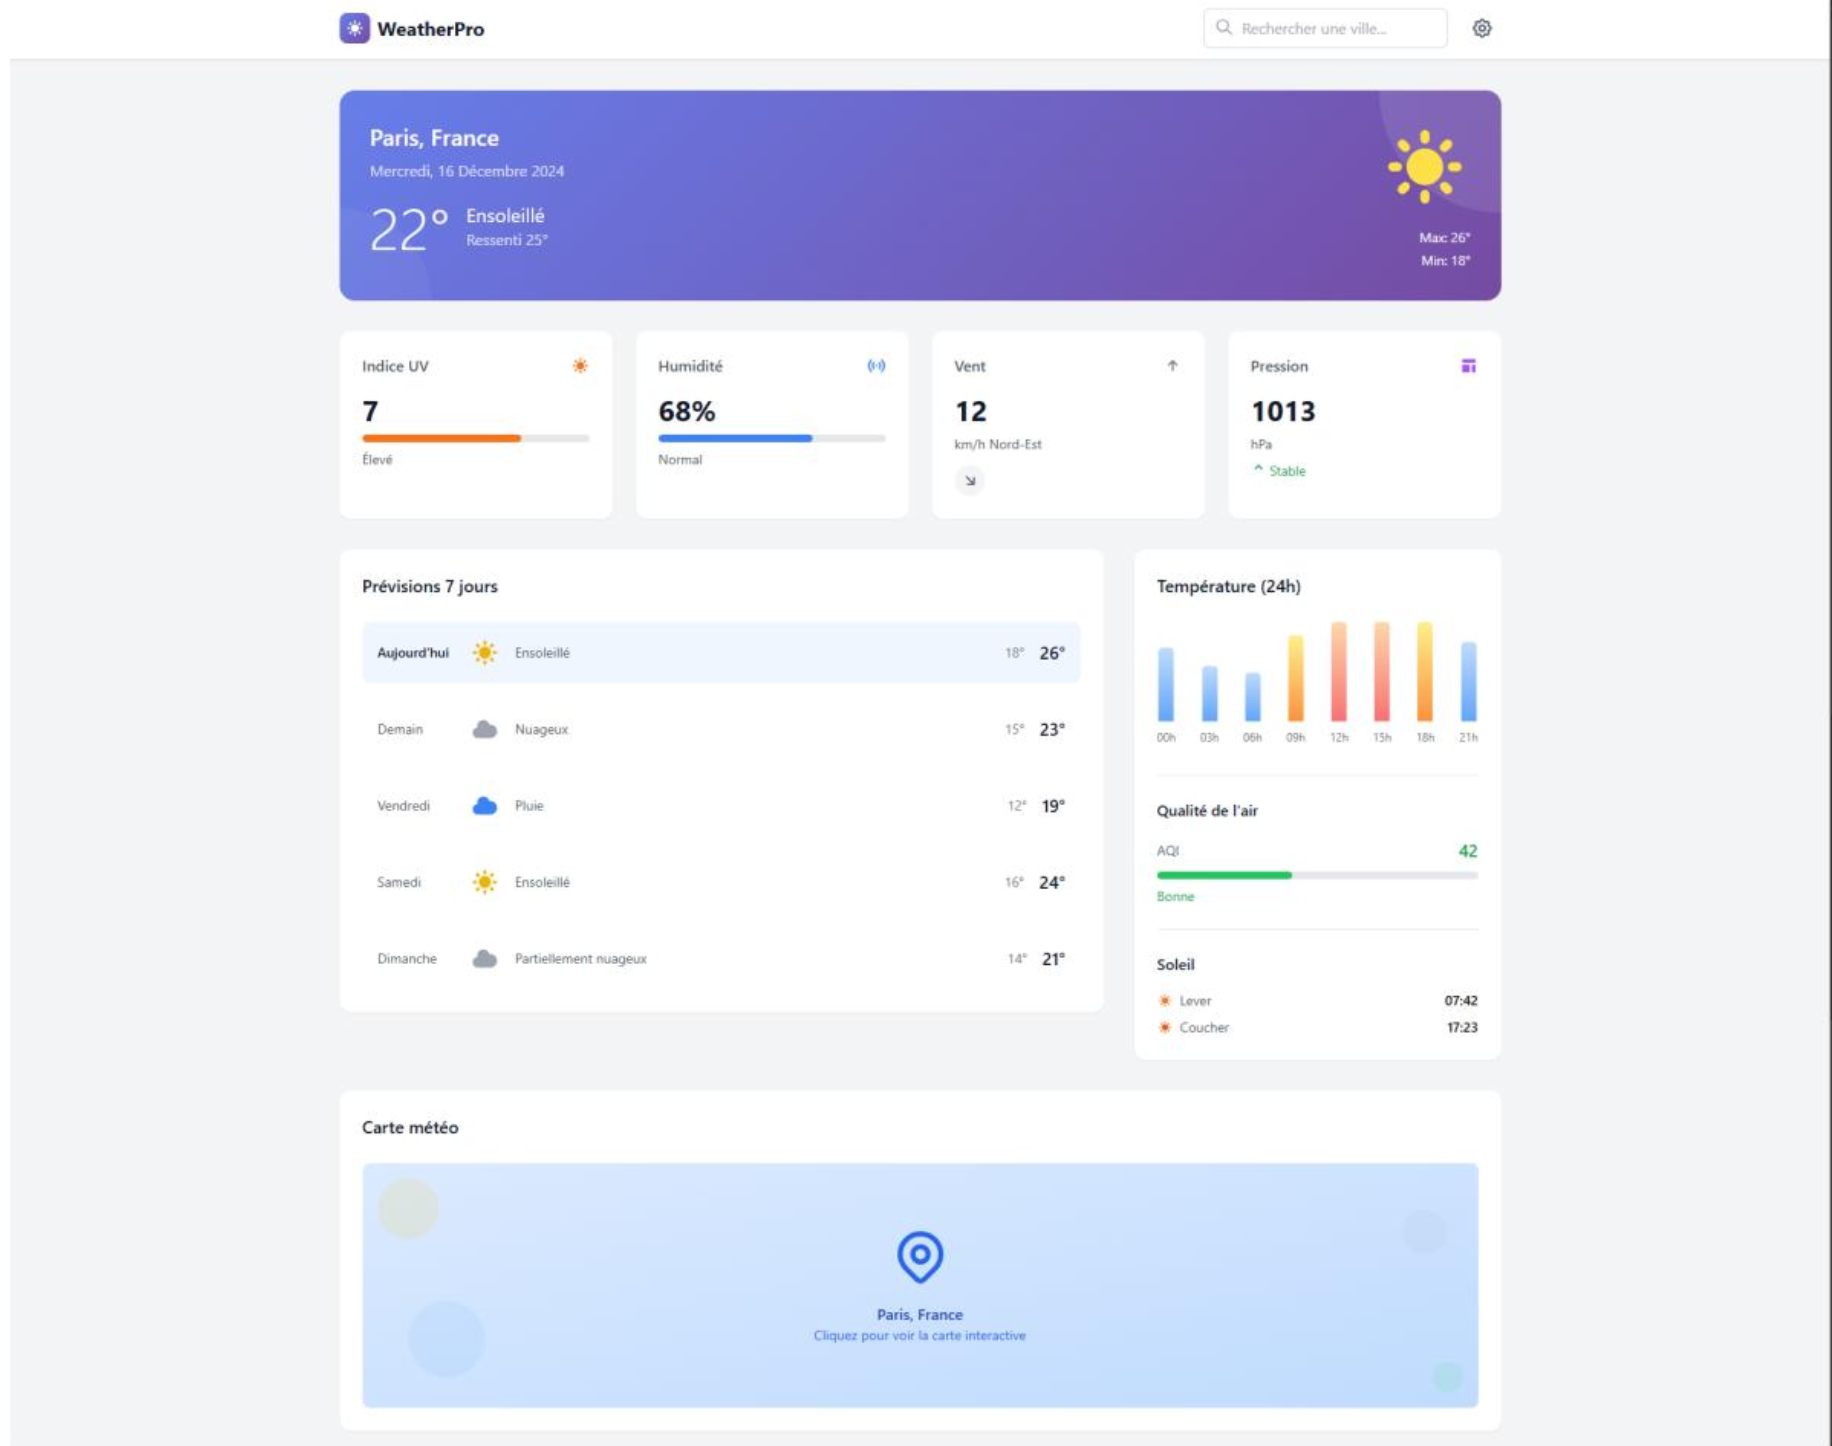 WeatherPro
Rechercher une ville...
Paris, France
Mercredi, 16 Décembre 2024
22°
Ensoleillé
Ressenti 25°
Max: 26°
Min: 18°
Indice UV
7
Élevé
Humidité
68%
Normal
Vent
12
km/h Nord-Est
Pression
1013
hPa
Stable
Prévisions 7 jours
Aujourd'hui Ensoleillé 18° 26°
Demain Nuageux 15° 23°
Vendredi Pluie 12° 19°
Samedi Ensoleillé 16° 24°
Dimanche Partiellement nuageux 14° 21°
Température (24h)
00h 03h 06h 09h 12h 15h 18h 21h
Qualité de l'air
AQI 42
Bonne
Soleil
Lever 07:42
Coucher 17:23
Carte météo
Paris, France
Cliquez pour voir la carte interactive